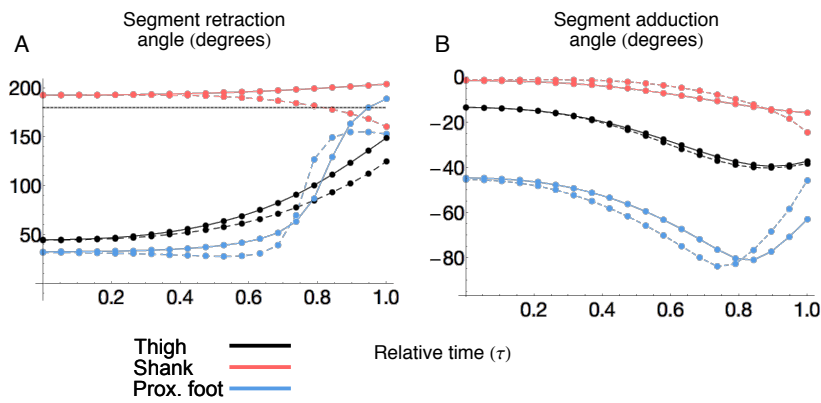 Segment retraction
angle (degrees)
A
200
150
100
50
0.2 0.4 0.6 0.8 1.0
Segment adduction
angle (degrees)
B
0
−20
−40
−60
−80
0.2 0.4 0.6 0.8 1.0
Thigh
Shank
Prox. foot
Relative time (τ)